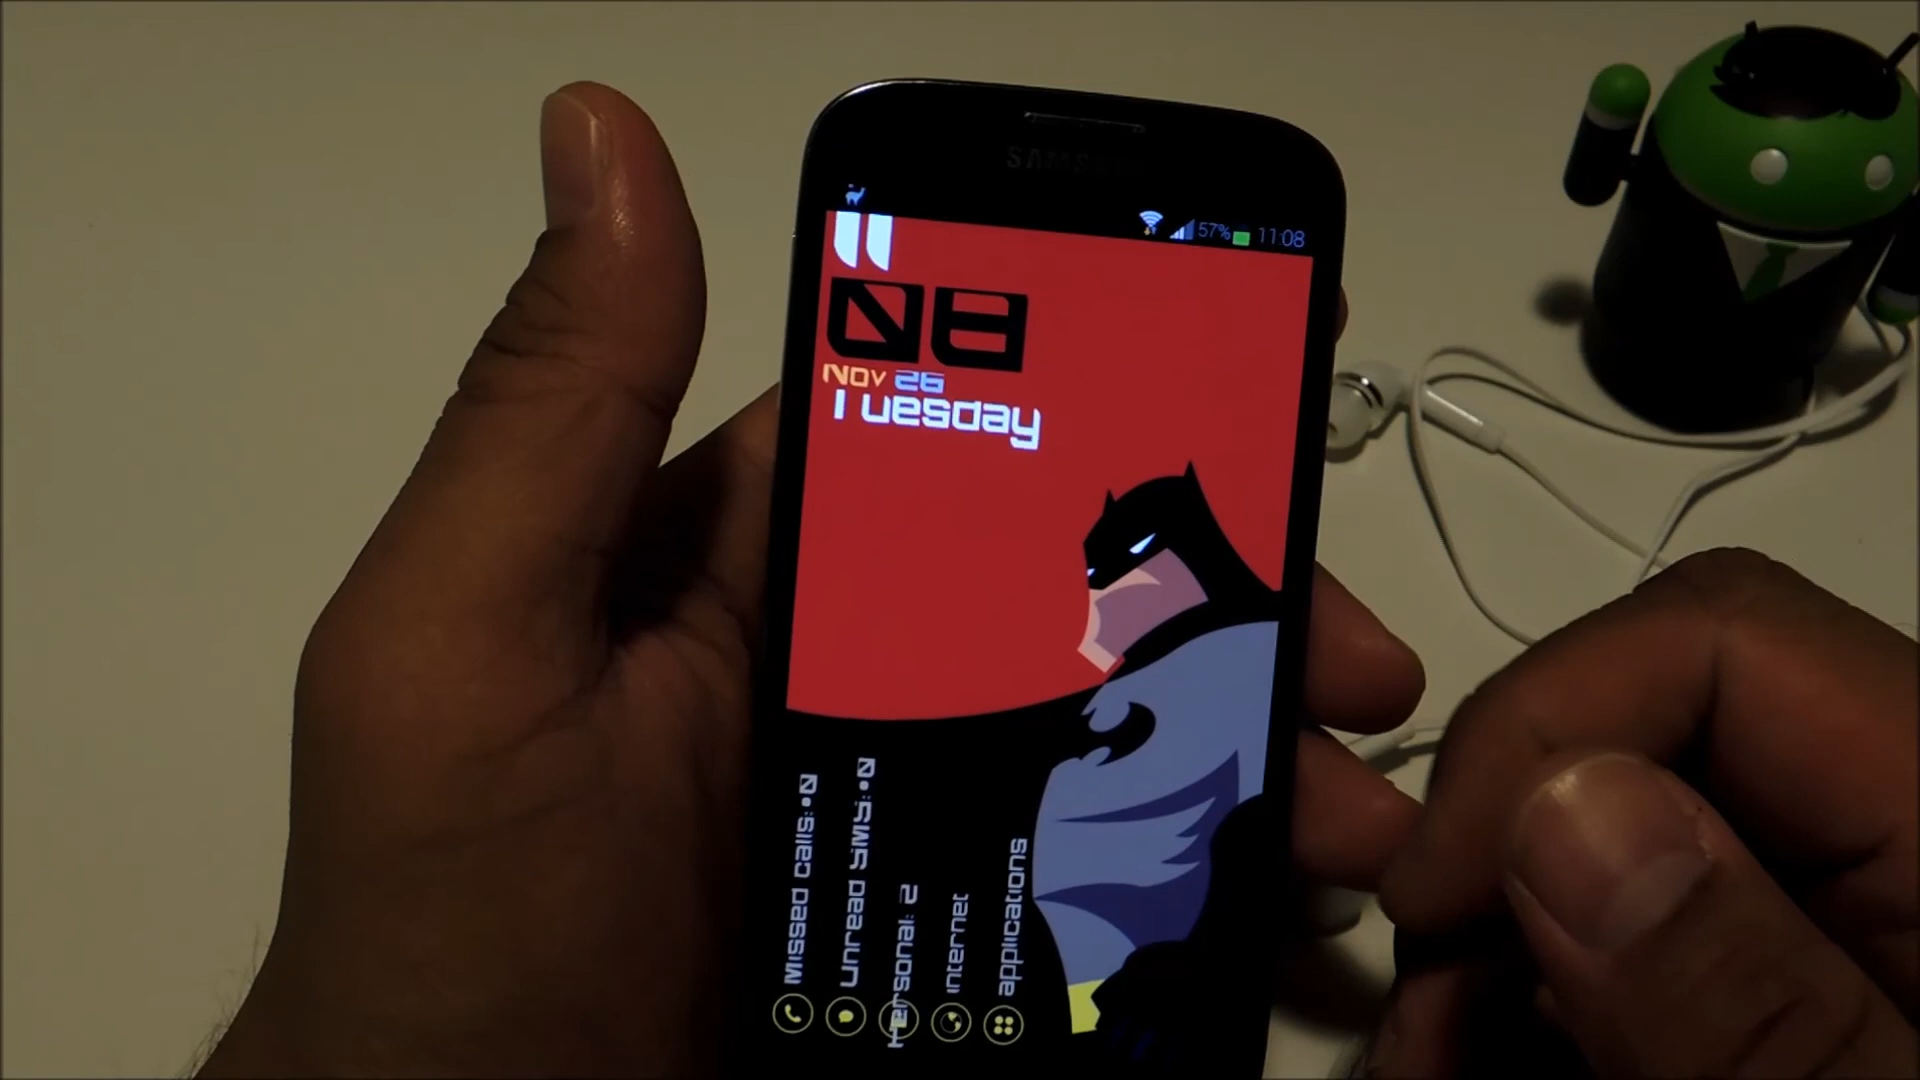 SAMSUNG
57% 11:08
11
08
Nov 26
Tuesday
Missed Calls: 0
Unread SMS: 0
Personal: 2
internet
applications